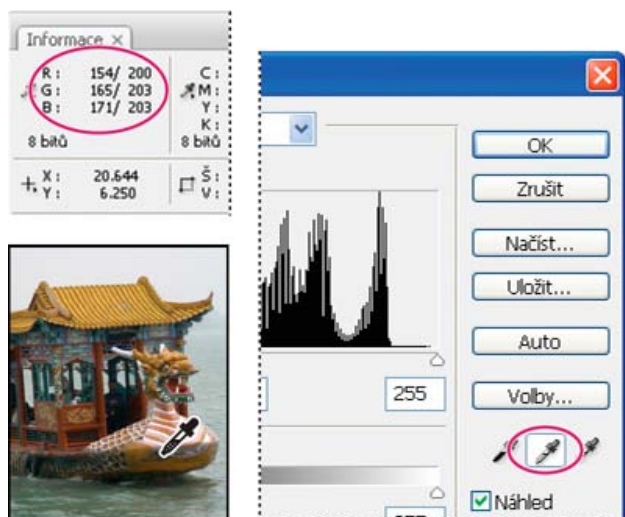 Informace ×
R : 154/ 200
G : 165/ 203
B : 171/ 203
8 bitů
C :
M :
Y :
K :
8 bitů
X : 20.644
Y : 6.250
Š :
V :
OK
Zrušit
Načíst...
Uložit...
Auto
255
Volby...
Náhled